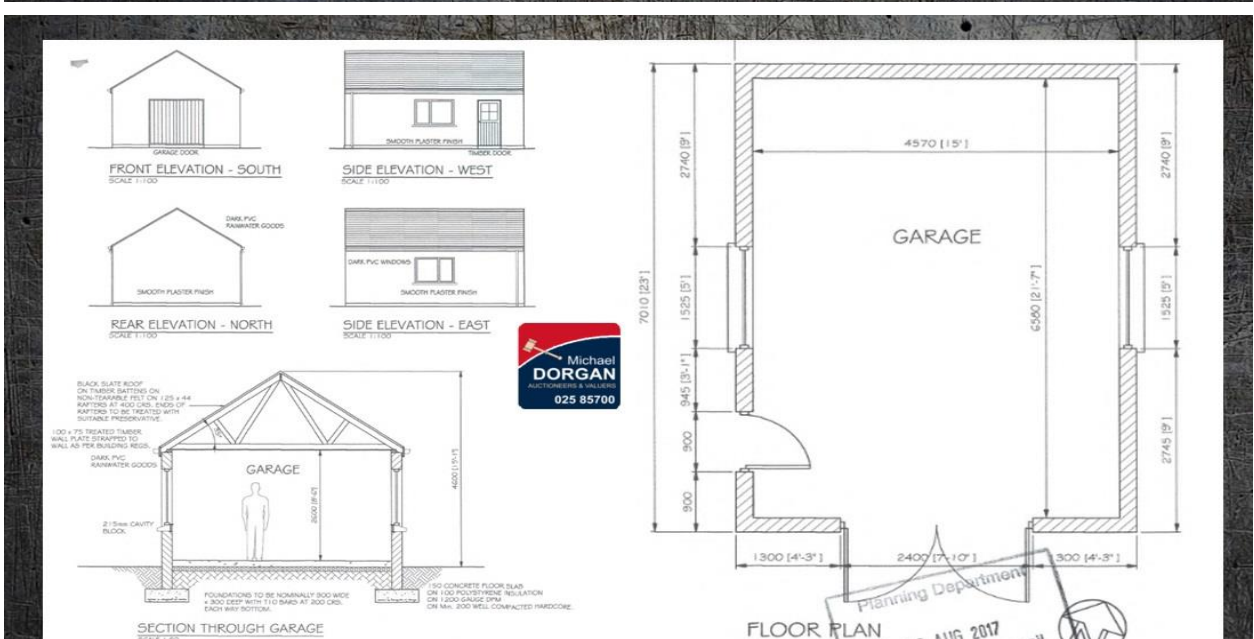 GARAGE DOOR
FRONT ELEVATION - SOUTH
SCALE 1:100
SMOOTH PLASTER FINISH
TIMBER DOOR
SIDE ELEVATION - WEST
SCALE 1:100
DARK PVC
RAINWATER GOODS
SMOOTH PLASTER FINISH
REAR ELEVATION - NORTH
SCALE 1:100
DARK PVC WINDOWS
SMOOTH PLASTER FINISH
SIDE ELEVATION - EAST
SCALE 1:100
Michael
DORGAN
AUCTIONEERS & VALUERS
025 85700
BLACK SLATE ROOF
ON TIMBER BATTENS ON
NON-TEARABLE FELT ON 125 x 44
RAFTERS AT 400 CRS. ENDS OF
RAFTERS TO BE TREATED WITH
SUITABLE PRESERVATIVE.
100 x 75 TREATED TIMBER
WALL PLATE STRAPPED TO
WALL AS PER BUILDING REGS.
DARK PVC
RAINWATER GOODS
215mm CAVITY
BLOCK
35°
GARAGE
2600 [8'-6"]
4600 [15'-1"]
FOUNDATIONS TO BE NOMINALLY 900 WIDE
x 300 DEEP WITH T10 BARS AT 200 CRS.
EACH WAY BOTTOM.
150 CONCRETE FLOOR SLAB
ON 100 POLYSTYRENE INSULATION
ON 1200 GAUGE DPM
ON Min. 200 WELL COMPACTED HARDCORE.
SECTION THROUGH GARAGE
4570 [15']
GARAGE
6580 [21'-7"]
7010 [23']
2740 [9']
1525 [5']
945 [3'-1"]
900
900
2740 [9']
1525 [5']
2745 [9']
1300 [4'-3"]
2400 [7'-10"]
1300 [4'-3"]
FLOOR PLAN
Planning Department
AUG 2017